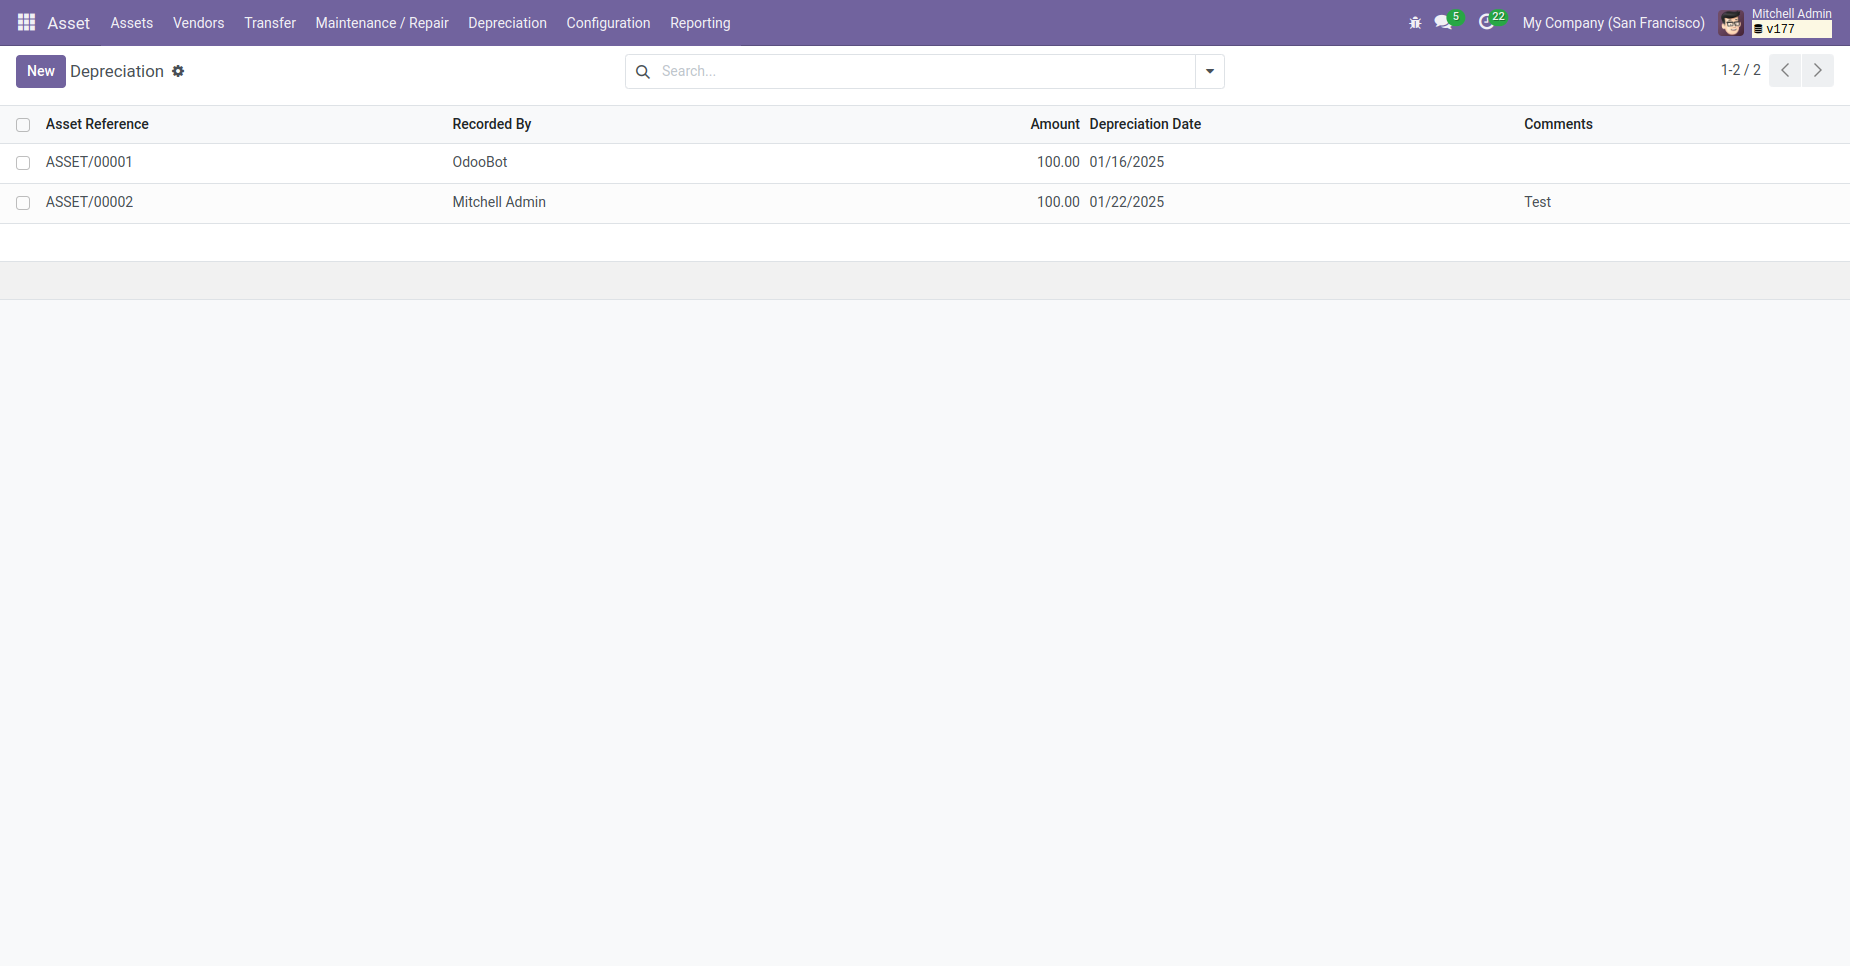 Asset Assets Vendors Transfer Maintenance / Repair Depreciation Configuration Reporting 5 22 My Company (San Francisco) Mitchell Admin
v177
New Depreciation Search... 1-2 / 2
Asset Reference Recorded By Amount Depreciation Date Comments
ASSET/00001 OdooBot 100.00 01/16/2025
ASSET/00002 Mitchell Admin 100.00 01/22/2025 Test